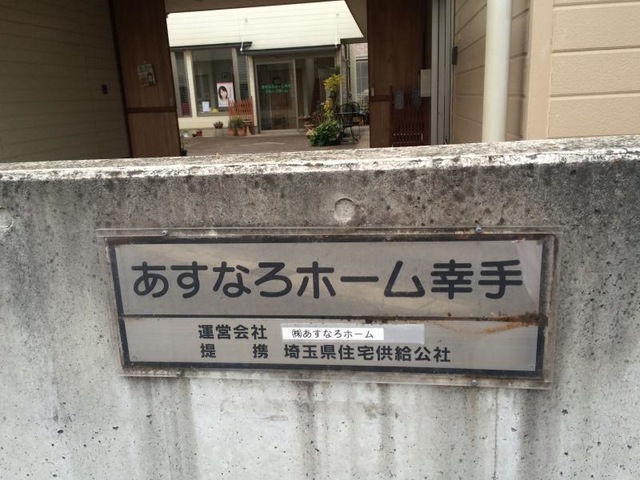 あすなろホーム幸手
運営会社 ㈱あすなろホーム
提 携 埼玉県住宅供給公社